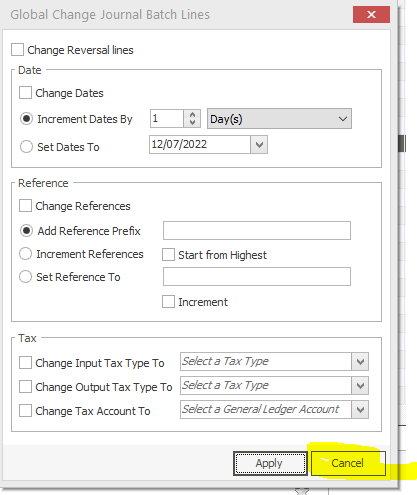 Global Change Journal Batch Lines
Change Reversal lines
Date
Change Dates
Increment Dates By 1 Day(s)
Set Dates To 12/07/2022
Reference
Change References
Add Reference Prefix
Increment References Start from Highest
Set Reference To
Increment
Tax
Change Input Tax Type To Select a Tax Type
Change Output Tax Type To Select a Tax Type
Change Tax Account To Select a General Ledger Account
Apply Cancel